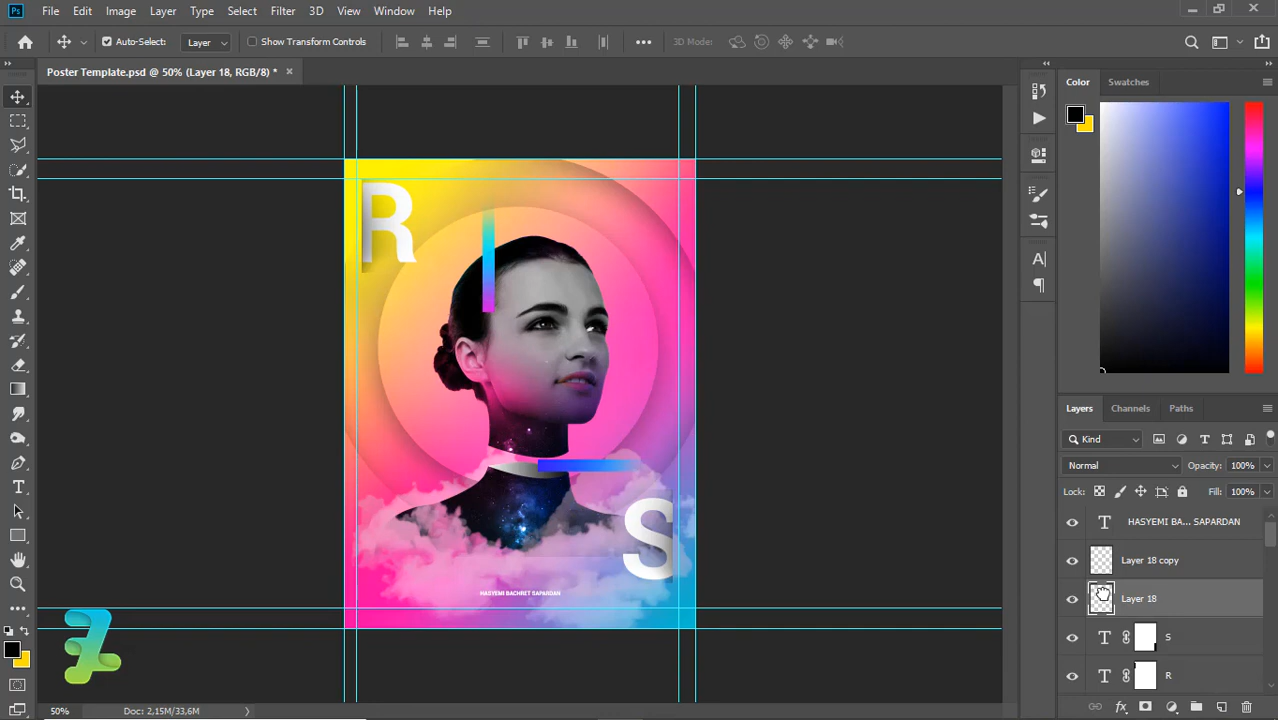 Ps File Edit Image Layer Type Select Filter 3D View Window Help
Auto-Select: Layer Show Transform Controls 3D Mode:
Poster Template.psd @ 50% (Layer 18, RGB/8) *
Color Swatches
R
S
HASYEMI BACHRET SAPARDAN
A
Layers Channels Paths
Kind
Normal Opacity: 100%
Lock: Fill: 100%
T HASYEMI BA... SAPARDAN
Layer 18 copy
Layer 18
T S
T R
fx
50% Doc: 2,15M/33,6M